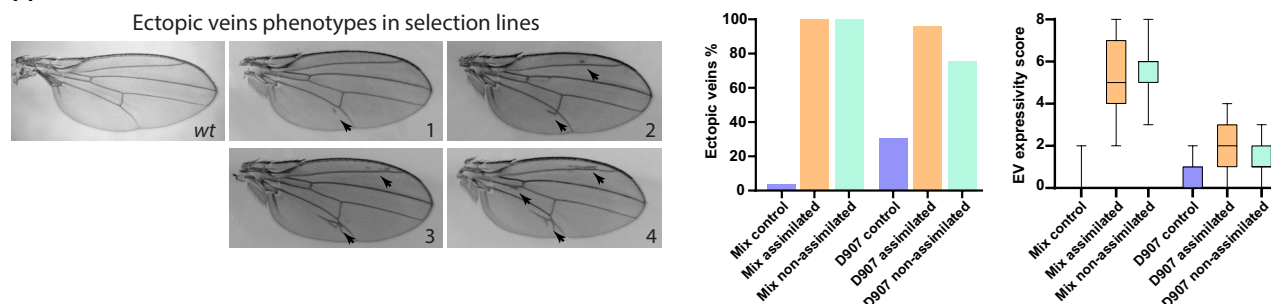 Ectopic veins phenotypes in selection lines
wt
1
2
3
4
Ectopic veins %
100
80
60
40
20
0
Mix control
Mix assimilated
Mix non-assimilated
D907 control
D907 assimilated
D907 non-assimilated
EV expressivity score
8
6
4
2
0
Mix control
Mix assimilated
Mix non-assimilated
D907 control
D907 assimilated
D907 non-assimilated